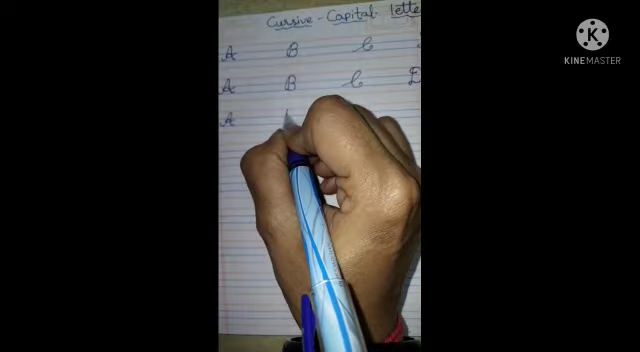 Cursive - Capital lette
A B C
A B C D
A
K
KINEMASTER